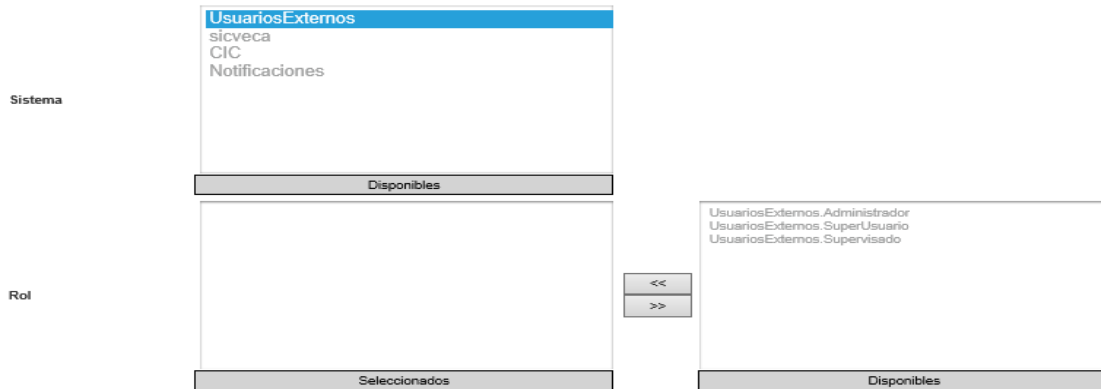 UsuariosExternos
sicveca
CIC
Notificaciones
Sistema
Disponibles
UsuariosExternos.Administrador
UsuariosExternos.SuperUsuario
UsuariosExternos.Supervisado
<<
Rol
>>
Seleccionados
Disponibles